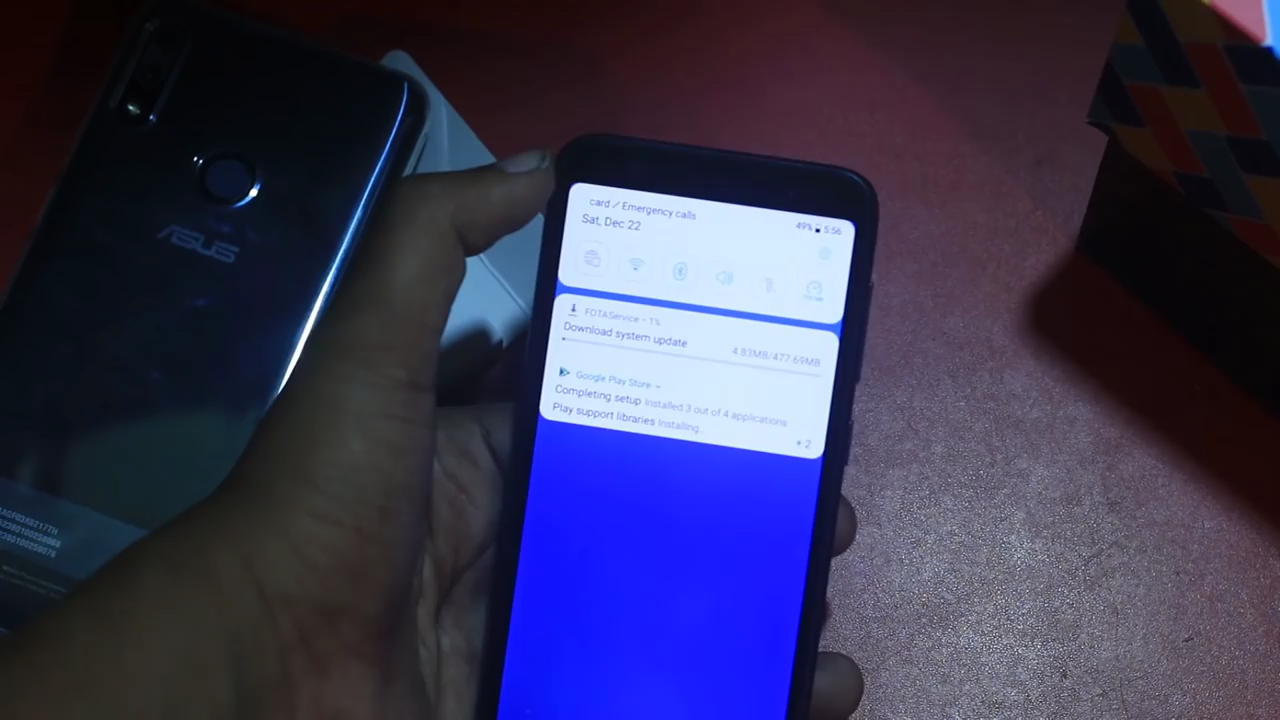 ASUS
card / Emergency calls
49% 5:56
Sat, Dec 22
FOTAService • 1%
Download system update
4.83MB/477.69MB
Google Play Store
Completing setup Installed 3 out of 4 applications
Play support libraries Installing...
+ 2